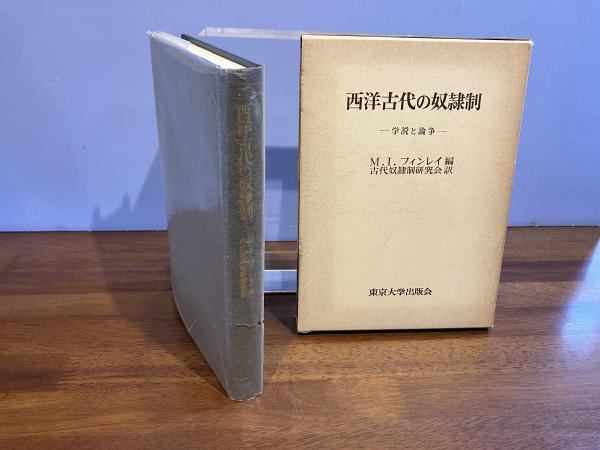 西洋古代の奴隷制
西洋古代の奴隷制
―学説と論争―
M.I.フィンレイ編
古代奴隷制研究会訳
東京大学出版会